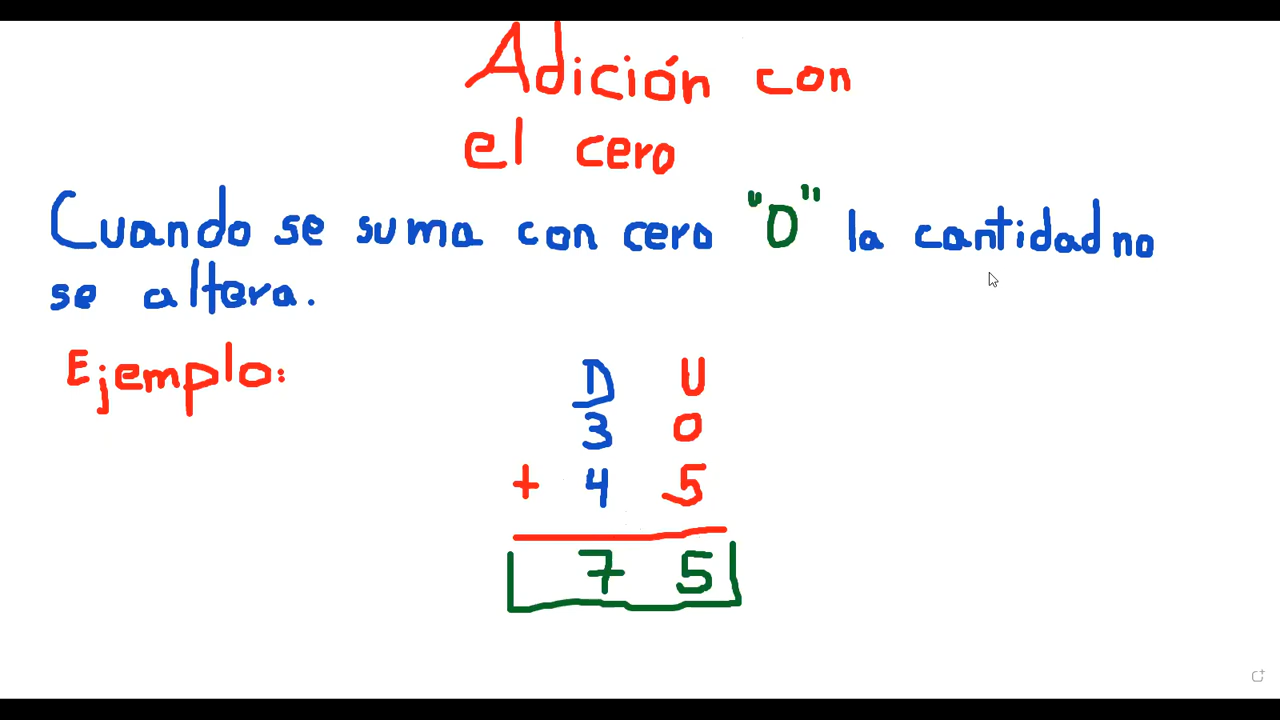 Adición con
el cero
Cuando se suma con cero "0" la cantidad no
se altera.
Ejemplo:
D U
3 0
+ 4 5
7 5